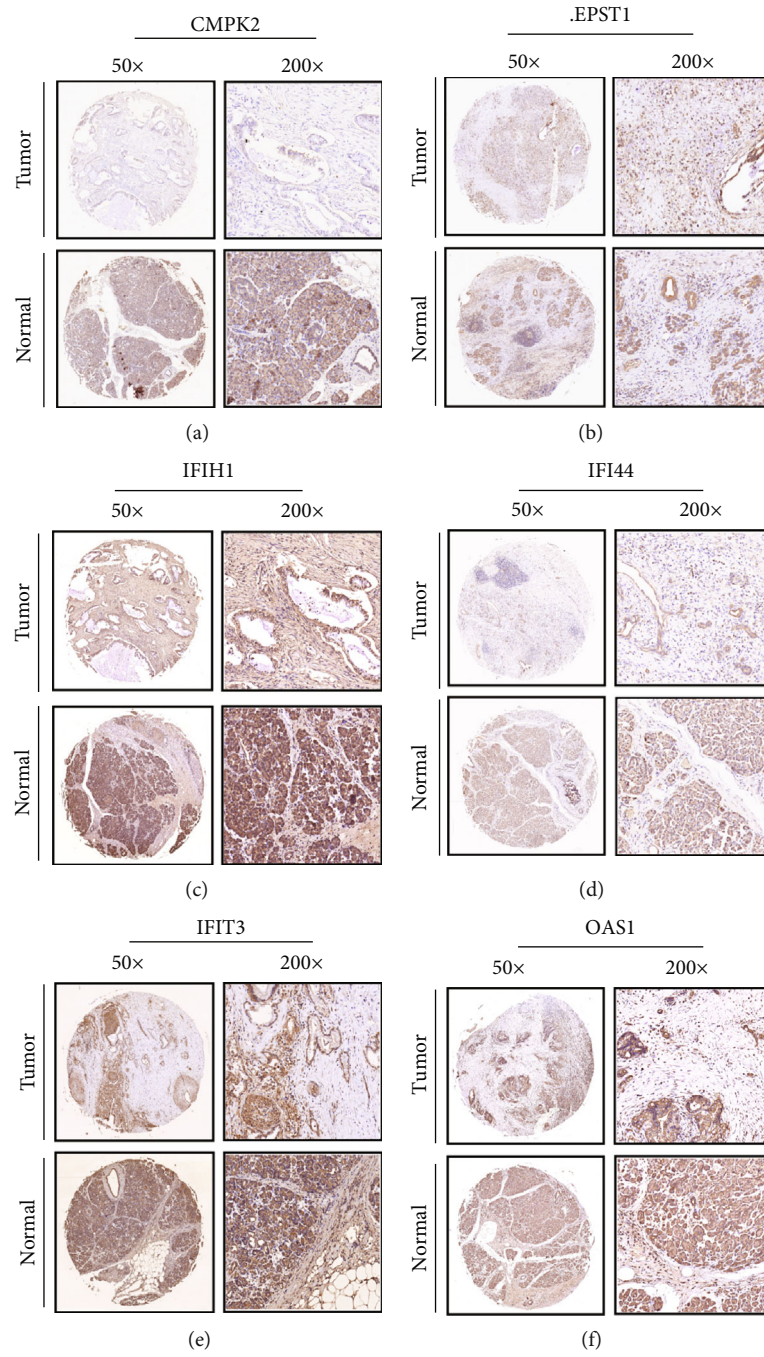 CMPK2
50× 200×
Tumor
Normal
(a)
.EPST1
50× 200×
Tumor
Normal
(b)
IFIH1
50× 200×
Tumor
Normal
(c)
IFI44
50× 200×
Tumor
Normal
(d)
IFIT3
50× 200×
Tumor
Normal
(e)
OAS1
50× 200×
Tumor
Normal
(f)